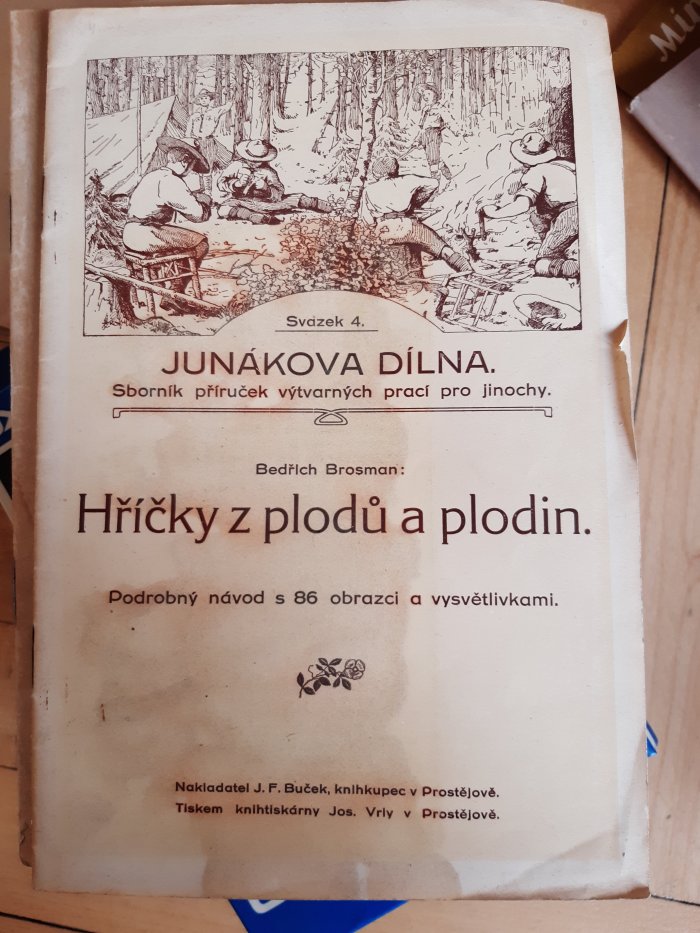 Min
Svazek 4.
JUNÁKOVA DÍLNA.
Sborník příruček výtvarných prací pro jinochy.
Bedřich Brosman:
Hříčky z plodů a plodin.
Podrobný návod s 86 obrazci a vysvětlivkami.
Nakladatel J. F. Buček, knihkupec v Prostějově.
Tiskem knihtiskárny Jos. Vrly v Prostějově.